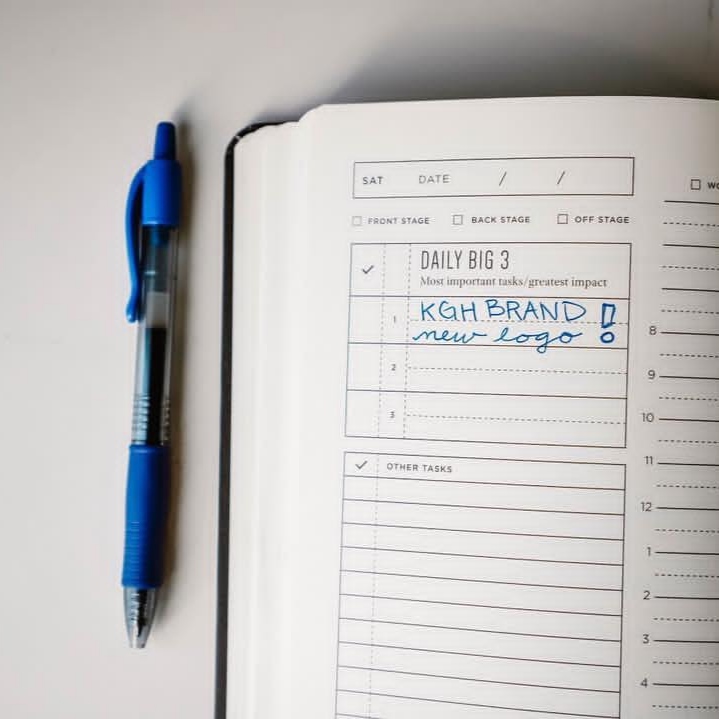 SAT DATE / /
☐ FRONT STAGE ☐ BACK STAGE ☐ OFF STAGE
✓ DAILY BIG 3
Most important tasks/greatest impact
1 KGH BRAND !
new logo
2
3
✓ OTHER TASKS
8
9
10
11
12
1
2
3
4